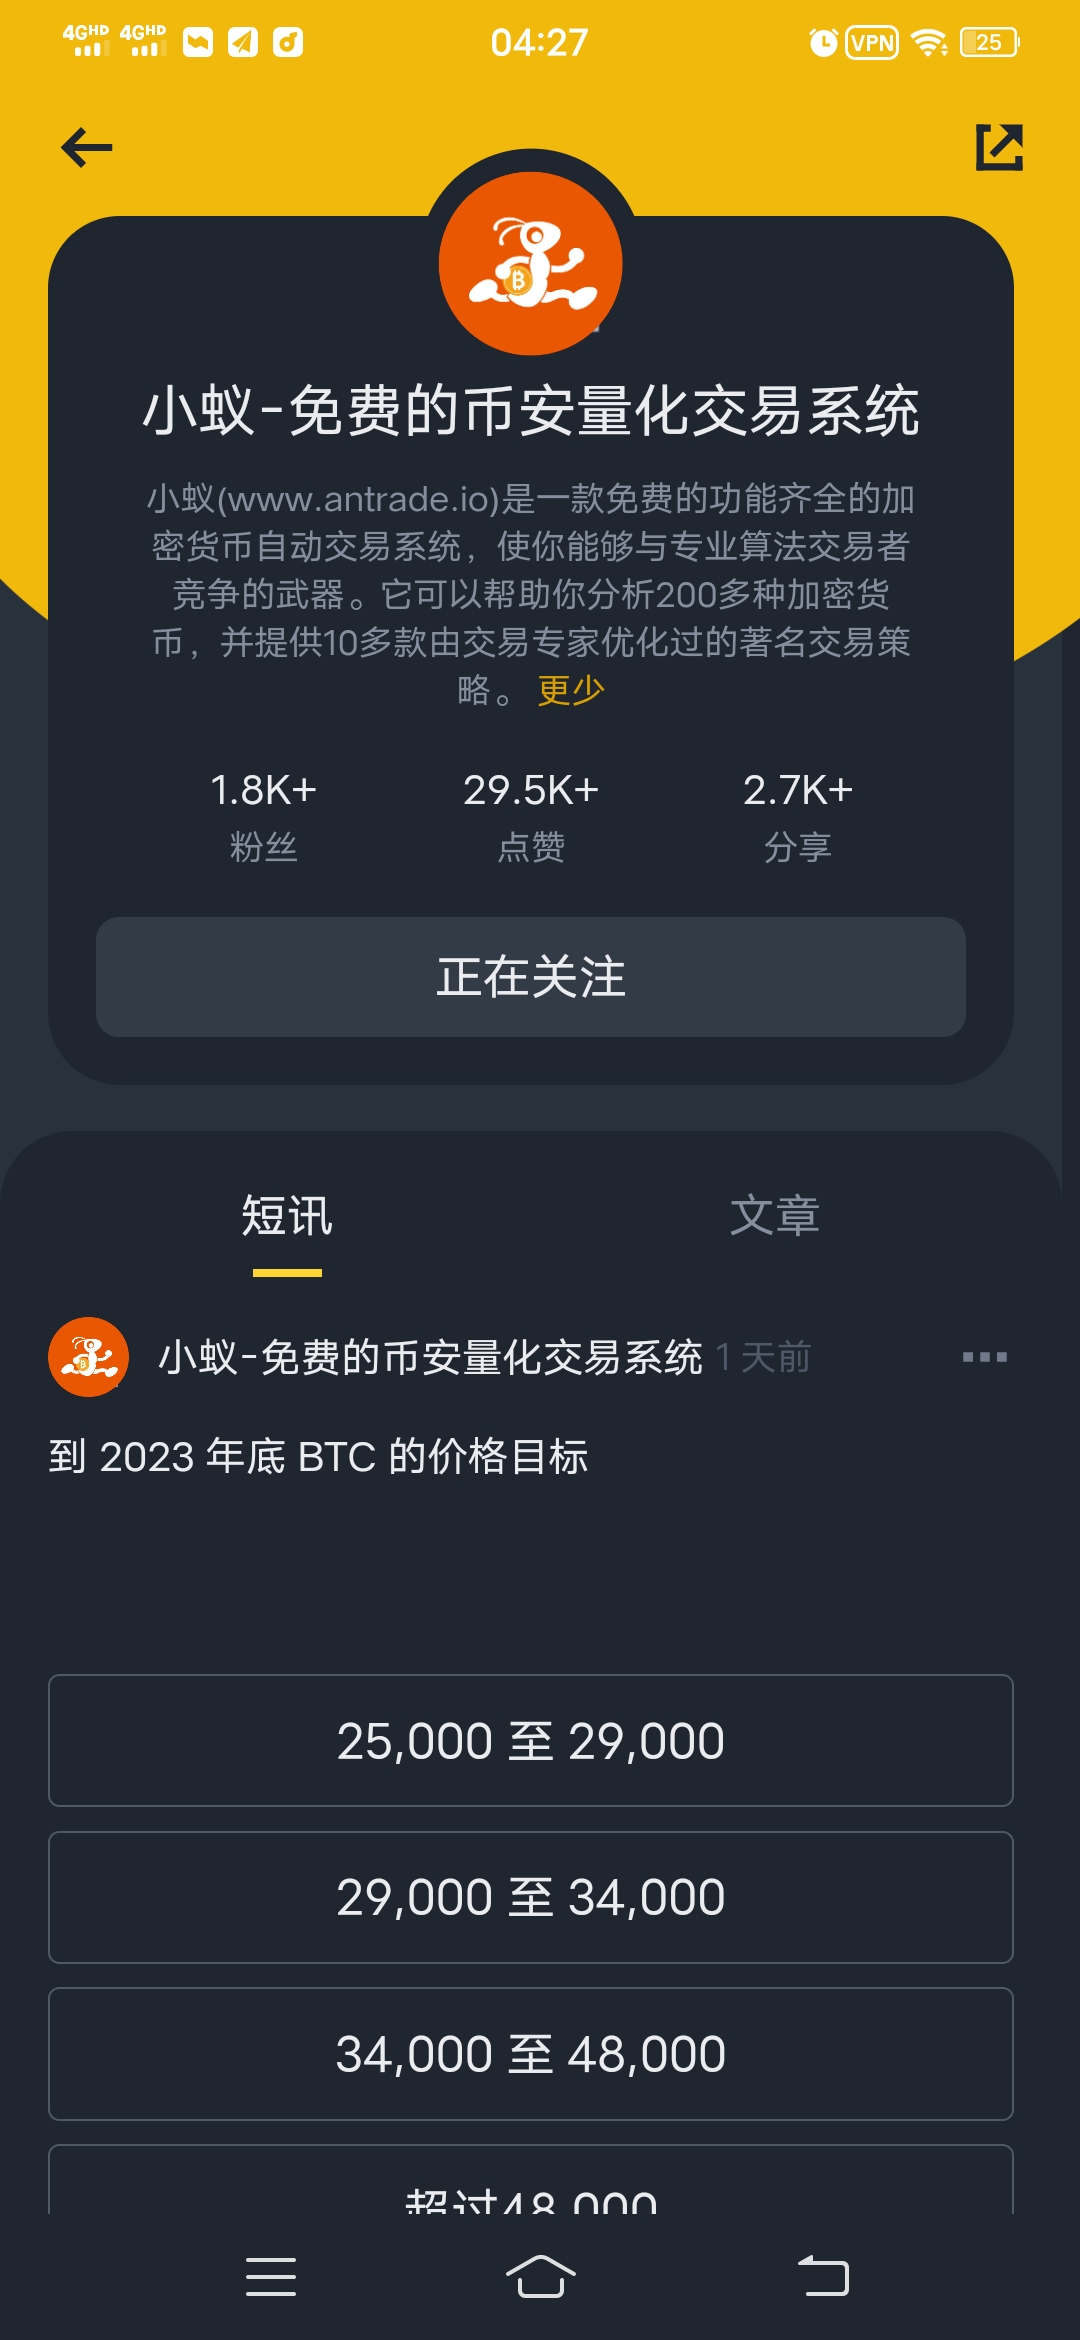 4GHD 4GHD 04:27 VPN 25
小蚁-免费的币安量化交易系统
小蚁(www.antrade.io)是一款免费的功能齐全的加
密货币自动交易系统，使你能够与专业算法交易者
竞争的武器。它可以帮助你分析200多种加密货
币，并提供10多款由交易专家优化过的著名交易策
略。 更少
1.8K+ 29.5K+ 2.7K+
粉丝 点赞 分享
正在关注
短讯 文章
小蚁-免费的币安量化交易系统 1 天前
到 2023 年底 BTC 的价格目标
25,000 至 29,000
29,000 至 34,000
34,000 至 48,000
超过48,000